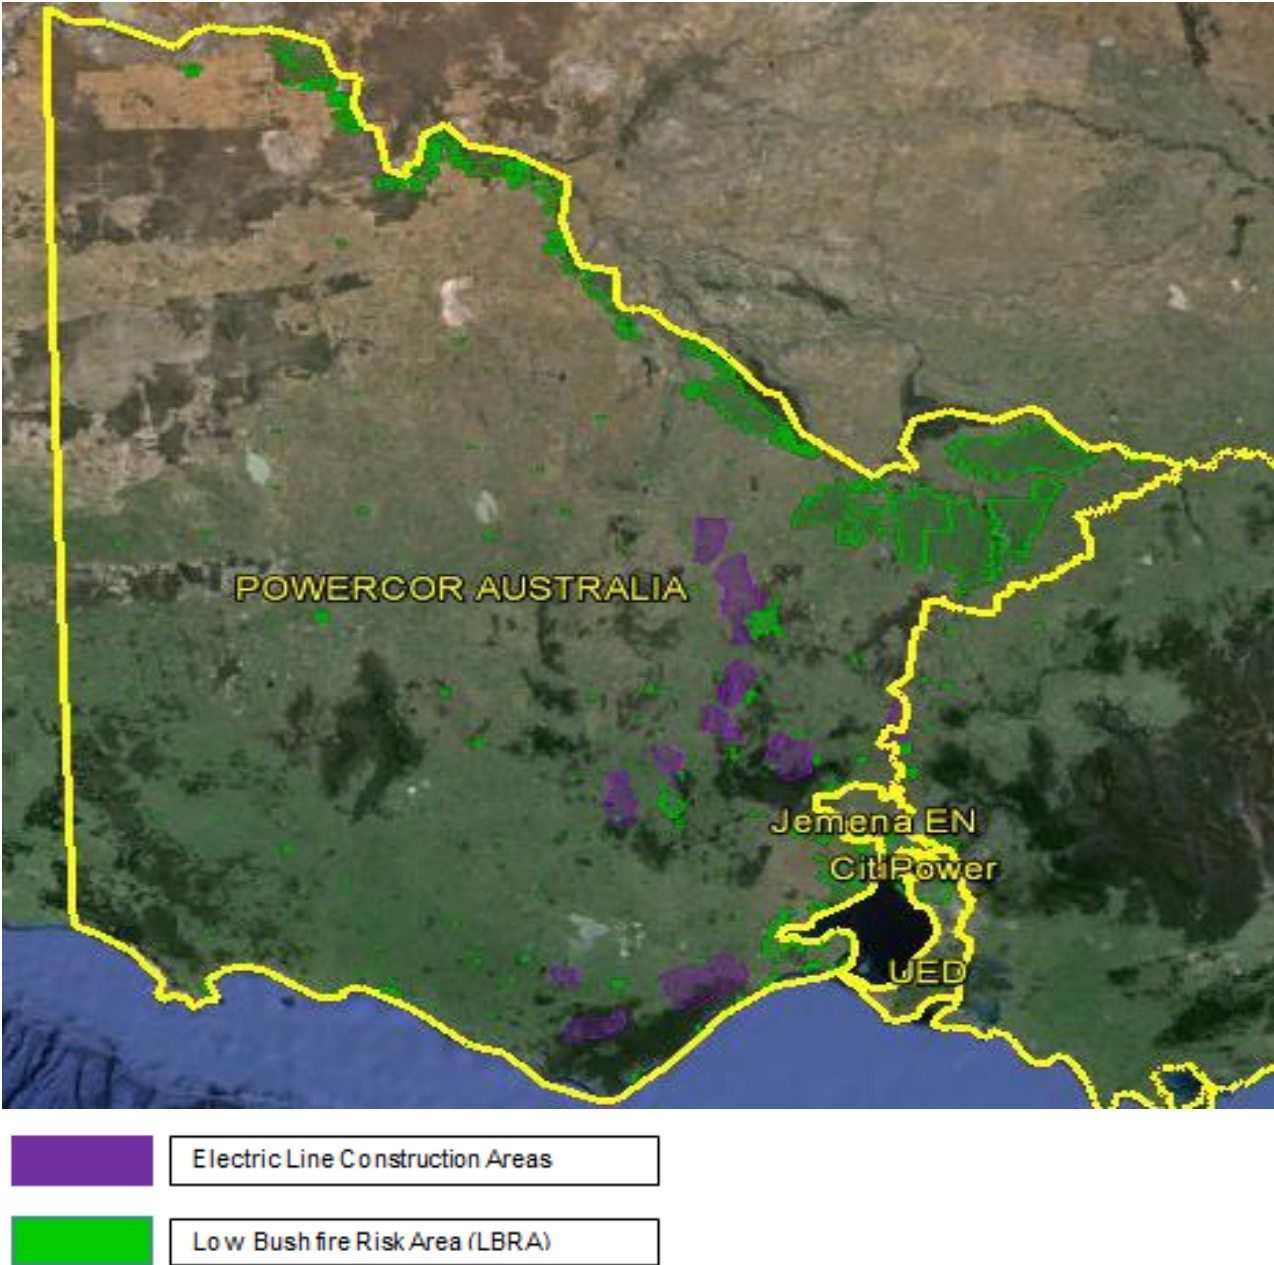 POWERCOR AUSTRALIA
Jemena EN
CitiPower
UED
Electric Line Construction Areas
Low Bushfire Risk Area (LBRA)